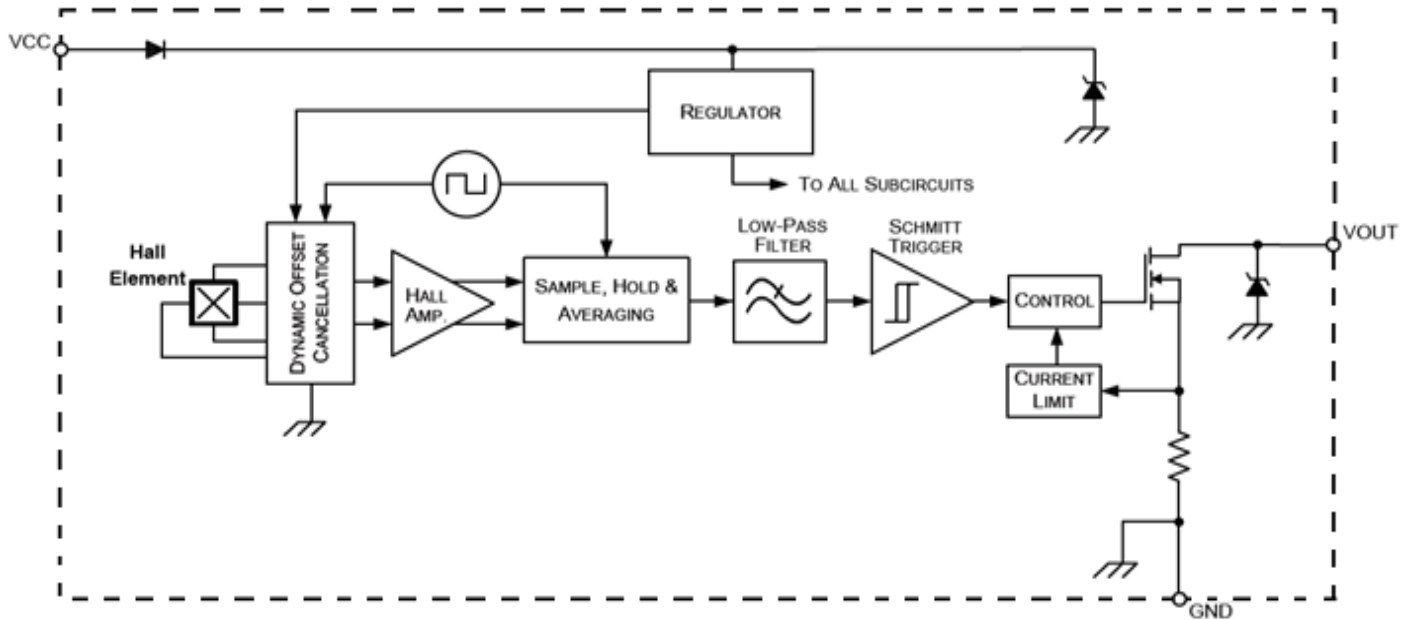 VCC
REGULATOR
TO ALL SUBCIRCUITS
Hall
Element
DYNAMIC OFFSET
CANCELLATION
HALL
AMP.
SAMPLE, HOLD &
AVERAGING
LOW-PASS
FILTER
SCHMITT
TRIGGER
CONTROL
CURRENT
LIMIT
VOUT
GND